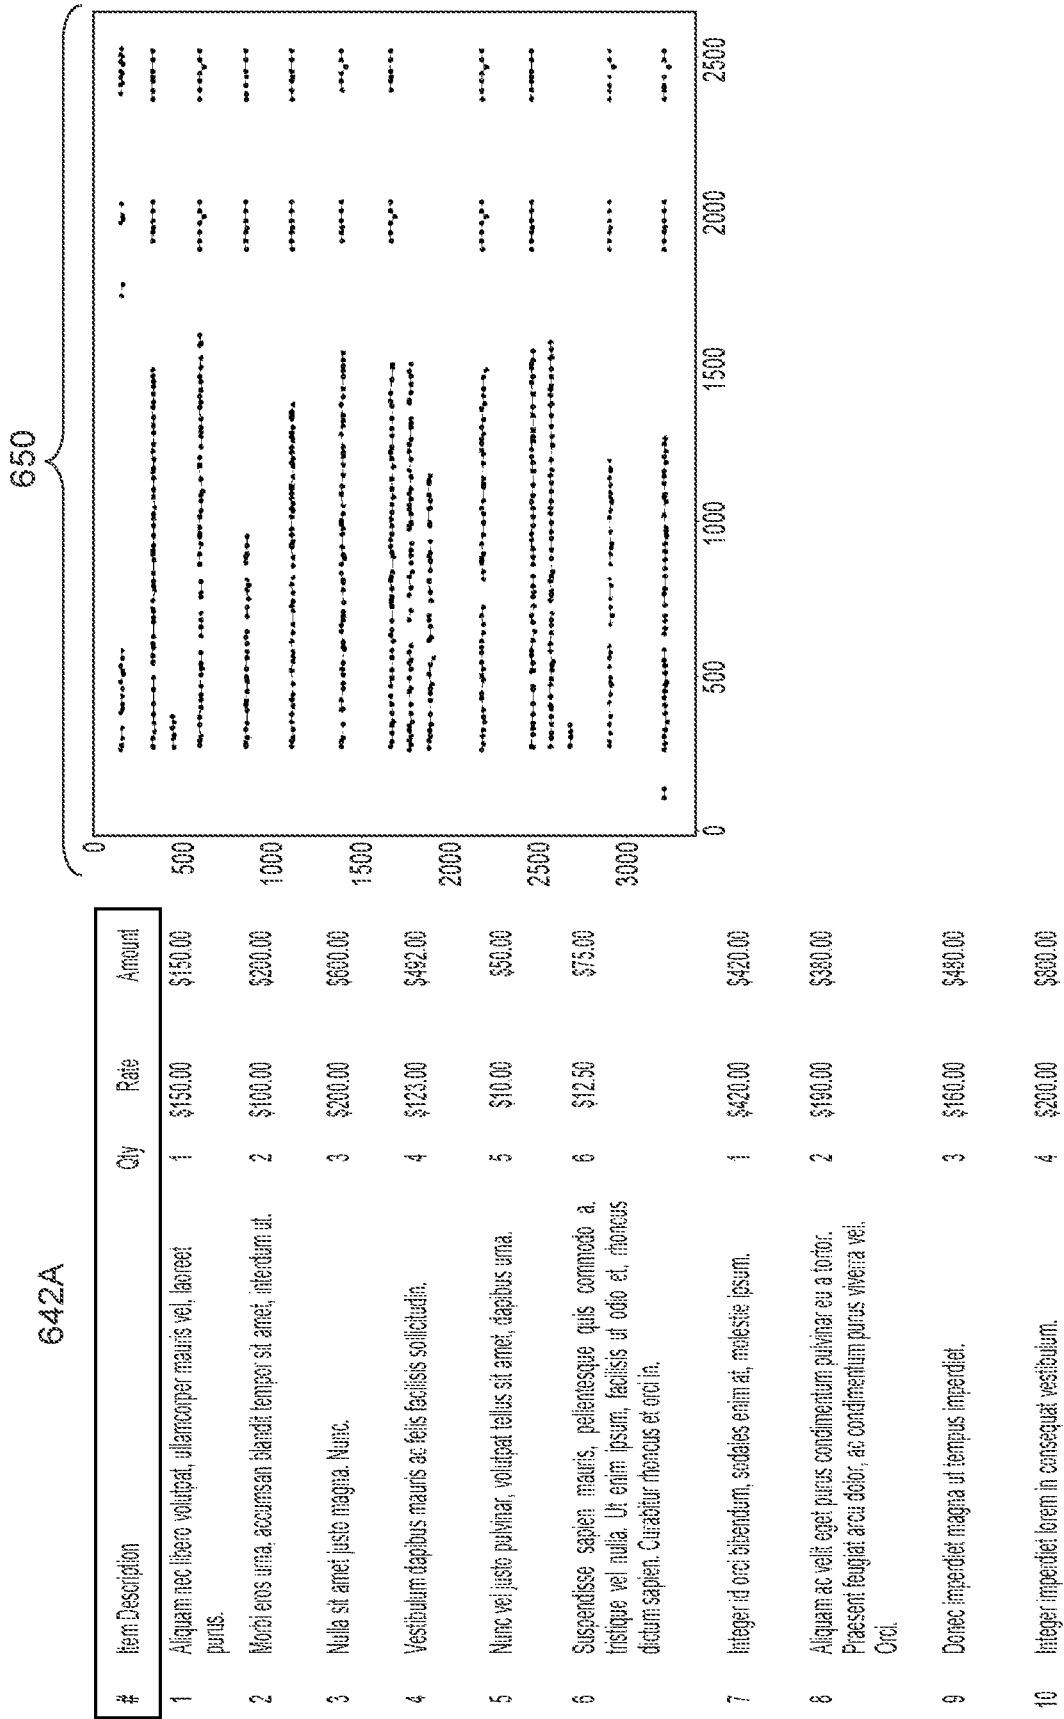 642A
# Item Description Qty Rate Amount
1 Aliquam nec libero volutpat, ullamcorper mauris vel, laoreet 1 $150.00 $150.00
purus.
2 Morbi eros urna, accumsan blandit tempor sit amet, interdum ut. 2 $100.00 $200.00
3 Nulla sit amet justo magna. Nunc. 3 $200.00 $600.00
4 Vestibulum dapibus mauris ac felis facilisis sollicitudin. 4 $123.00 $492.00
5 Nunc vel justo pulvinar, volutpat tellus sit amet, dapibus urna. 5 $10.00 $50.00
6 Suspendisse sapien mauris, pellentesque quis commodo a, 6 $12.50 $75.00
tristique vel nulla. Ut enim ipsum, facilisis ut odio et, rhoncus
dictum sapien. Curabitur rhoncus et orci in.
7 Integer id orci bibendum, sodales enim at, molestie ipsum. 1 $420.00 $420.00
8 Aliquam ac velit eget purus condimentum pulvinar eu a tortor. 2 $190.00 $380.00
Praesent feugiat arcu dolor, ac condimentum purus viverra vel.
Orci.
9 Donec imperdiet magna ut tempus imperdiet. 3 $160.00 $480.00
10 Integer imperdiet lorem in consequat vestibulum. 4 $200.00 $800.00
650
0
500
1000
1500
2000
2500
3000
0 500 1000 1500 2000 2500